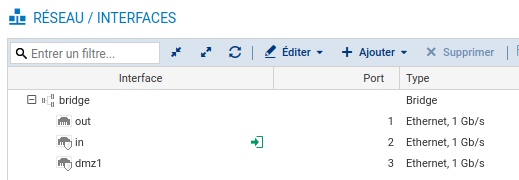 RÉSEAU / INTERFACES
Entrer un filtre... Éditer Ajouter Supprimer
Interface Port Type
bridge Bridge
out 1 Ethernet, 1 Gb/s
in 2 Ethernet, 1 Gb/s
dmz1 3 Ethernet, 1 Gb/s